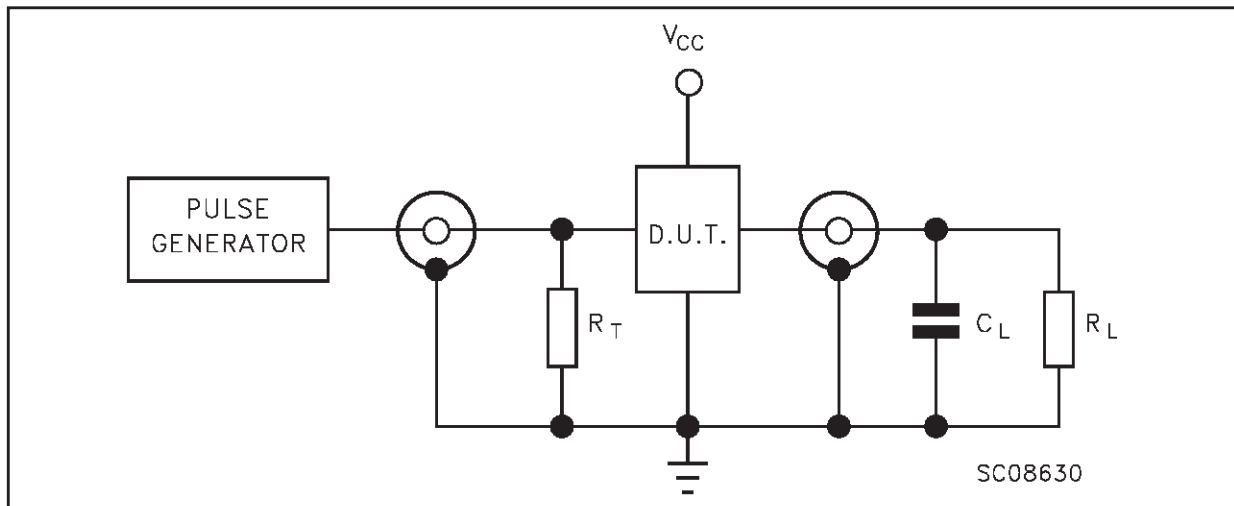 VCC
PULSE
GENERATOR
D.U.T.
RT
CL
RL
SC08630